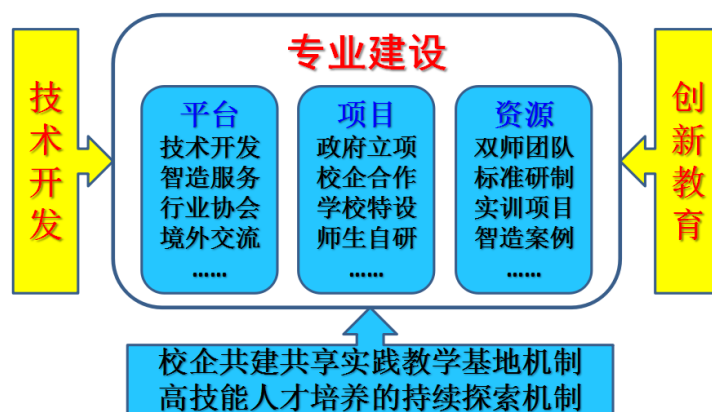 专业建设
技术开发
平台
技术开发
智造服务
行业协会
境外交流
……
项目
政府立项
校企合作
学校特设
师生自研
……
资源
双师团队
标准研制
实训项目
智造案例
……
创新教育
校企共建共享实践教学基地机制
高技能人才培养的持续探索机制